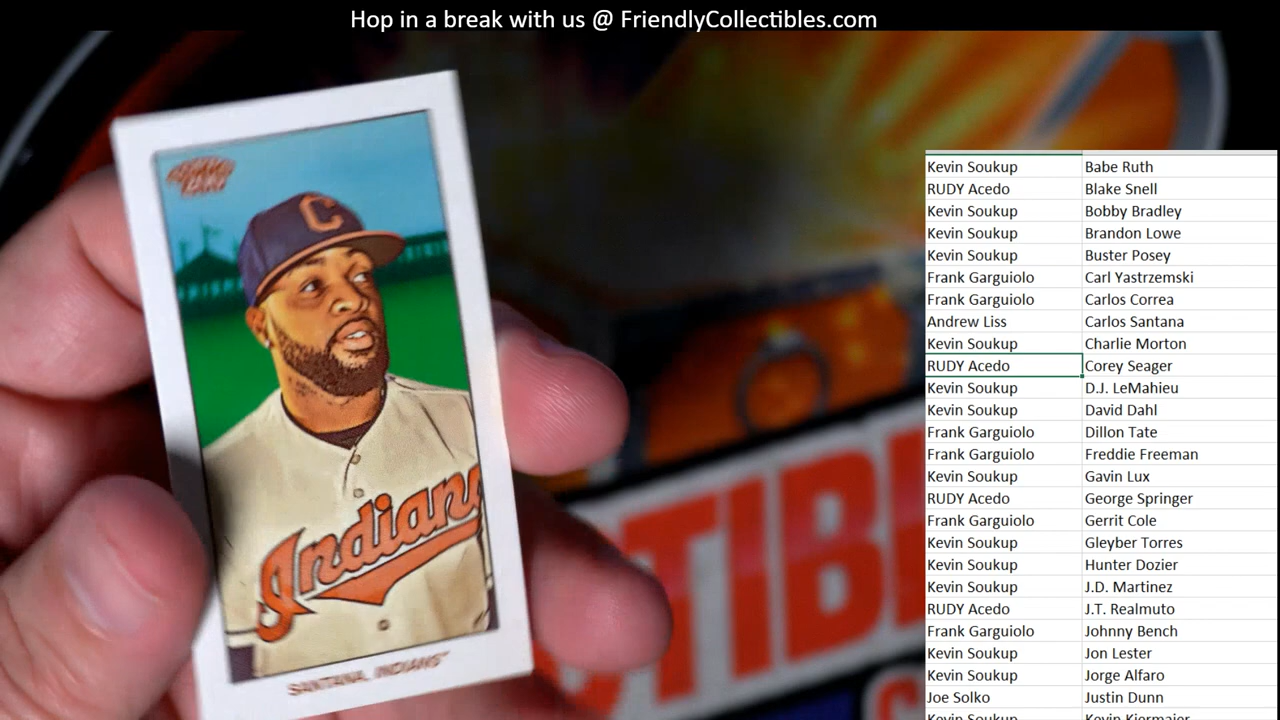 Hop in a break with us @ FriendlyCollectibles.com
SANTANA, INDIANS
Indians
C
TIB
Kevin Soukup Babe Ruth
RUDY Acedo Blake Snell
Kevin Soukup Bobby Bradley
Kevin Soukup Brandon Lowe
Kevin Soukup Buster Posey
Frank Garguiolo Carl Yastrzemski
Frank Garguiolo Carlos Correa
Andrew Liss Carlos Santana
Kevin Soukup Charlie Morton
RUDY Acedo Corey Seager
Kevin Soukup D.J. LeMahieu
Kevin Soukup David Dahl
Frank Garguiolo Dillon Tate
Frank Garguiolo Freddie Freeman
Kevin Soukup Gavin Lux
RUDY Acedo George Springer
Frank Garguiolo Gerrit Cole
Kevin Soukup Gleyber Torres
Kevin Soukup Hunter Dozier
Kevin Soukup J.D. Martinez
RUDY Acedo J.T. Realmuto
Frank Garguiolo Johnny Bench
Kevin Soukup Jon Lester
Kevin Soukup Jorge Alfaro
Joe Solko Justin Dunn
Kevin Soukup Kevin Kiermaier